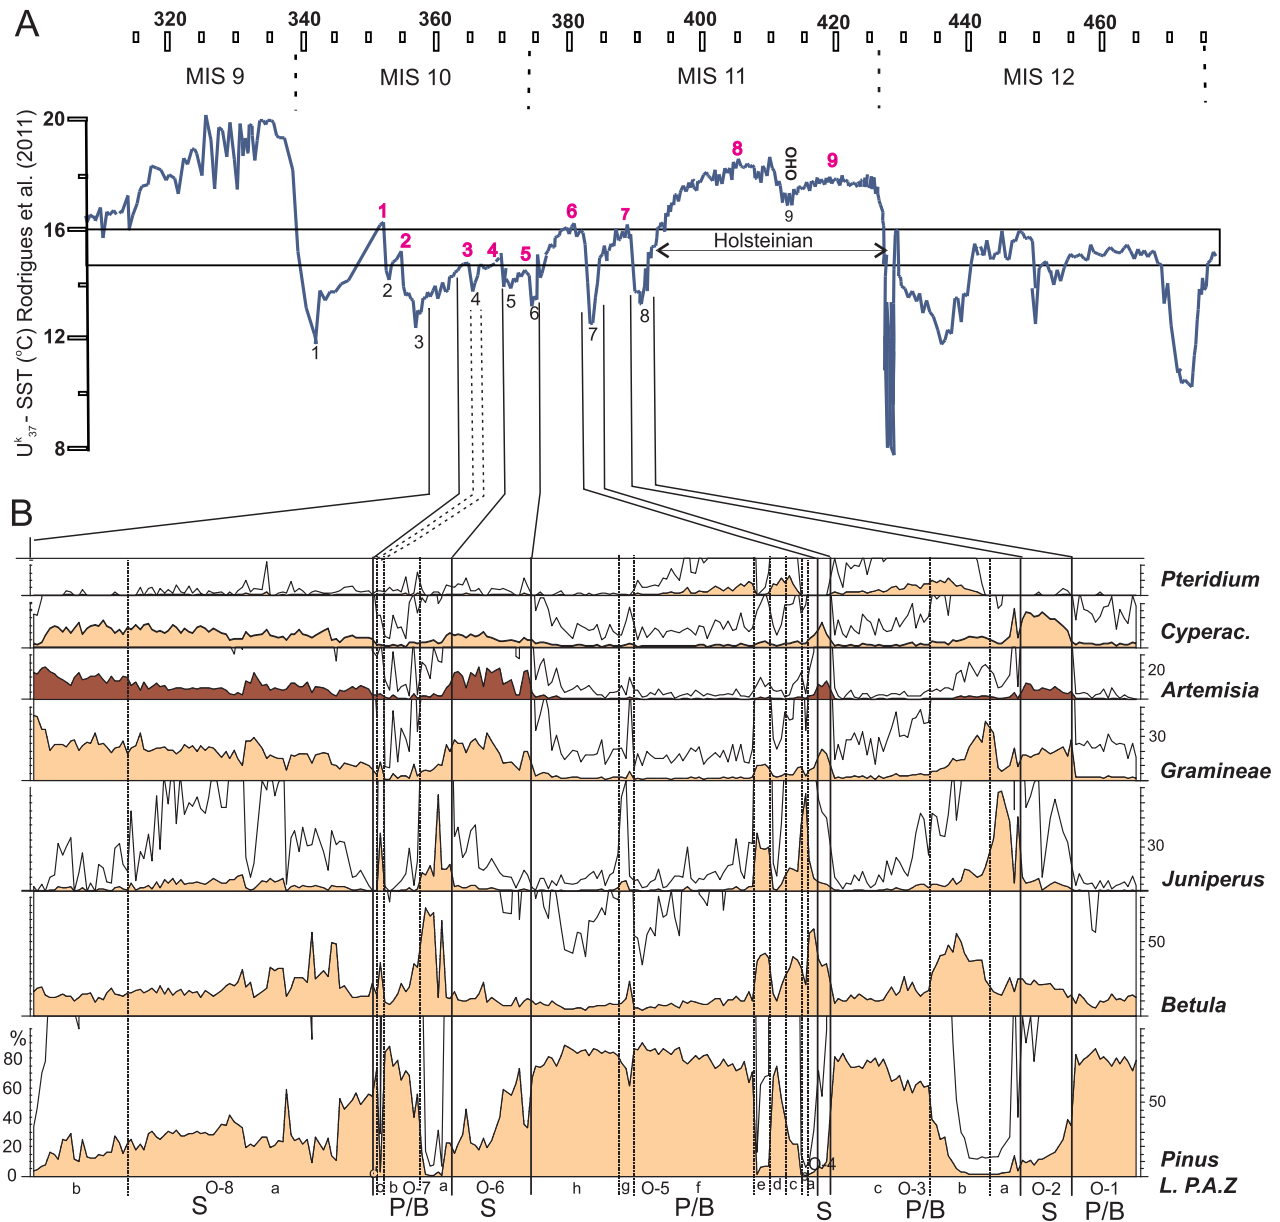 A
320 340 360 380 400 420 440 460
MIS 9 MIS 10 MIS 11 MIS 12
U^k_37 - SST (°C) Rodrigues et al. (2011)
20
16
12
8
1 2 3 4 5 6 7 8 OHO 9
Holsteinian
1 2 3 4 5 6 7 8 9
B
Pteridium
Cyperac.
20
Artemisia
30
Gramineae
30
Juniperus
50
Betula
%
80
60
40
20
0
50
Pinus
L. P.A.Z
O-4
b O-8 a c b O-7 a O-6 h g O-5 f e d c a c O-3 b a O-2 O-1
S P/B S P/B S P/B S P/B